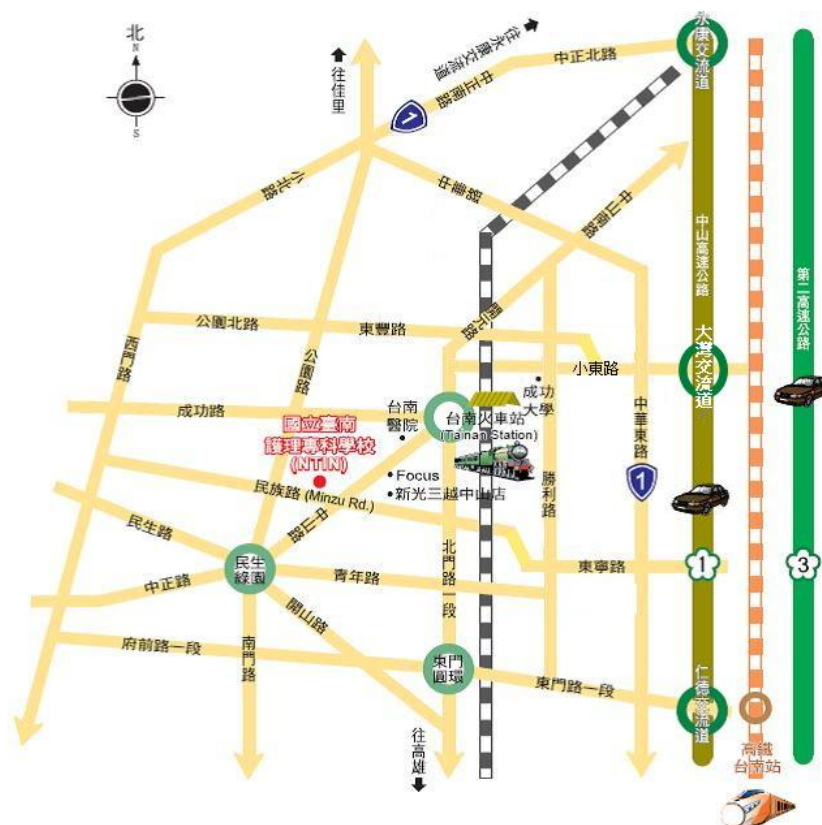 北
N
S
往佳里
往永康交流道
中正南路
1
中正北路
永康交流道
小北路
中華路
中山南路
中山高速公路
第二高速公路
公園北路
東豐路
開元路
西門路
公園路
小東路
大灣交流道
成功路
台南
醫院
台南火車站
(Tainan Station)
成功
大學
國立臺南
護理專科學校
(NTIN)
中華東路
1
Focus
新光三越中山店
勝利路
民族路 (Minzu Rd.)
中山路
民生路
民生
綠園
北門路一段
東寧路
1
3
中正路
青年路
開山路
府前路一段
南門路
東門
圓環
東門路一段
仁德交流道
往高雄
高鐵
台南站